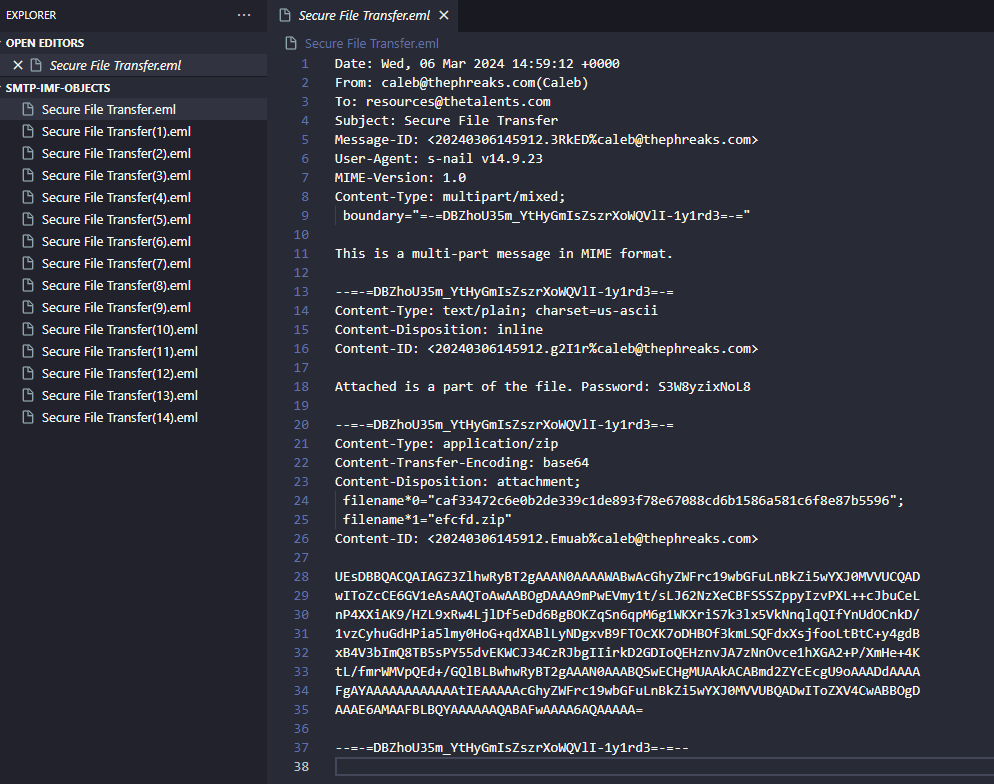 EXPLORER
...
OPEN EDITORS
Secure File Transfer.eml
SMTP-IMF-OBJECTS
Secure File Transfer.eml
Secure File Transfer(1).eml
Secure File Transfer(2).eml
Secure File Transfer(3).eml
Secure File Transfer(4).eml
Secure File Transfer(5).eml
Secure File Transfer(6).eml
Secure File Transfer(7).eml
Secure File Transfer(8).eml
Secure File Transfer(9).eml
Secure File Transfer(10).eml
Secure File Transfer(11).eml
Secure File Transfer(12).eml
Secure File Transfer(13).eml
Secure File Transfer(14).eml
Secure File Transfer.eml
Secure File Transfer.eml
1 Date: Wed, 06 Mar 2024 14:59:12 +0000
2 From: caleb@thephreaks.com(Caleb)
3 To: resources@thetalents.com
4 Subject: Secure File Transfer
5 Message-ID: <20240306145912.3RkED%caleb@thephreaks.com>
6 User-Agent: s-nail v14.9.23
7 MIME-Version: 1.0
8 Content-Type: multipart/mixed;
9 boundary="=-=DBZhoU35m_YtHyGmIsZszrXoWQVlI-1y1rd3=-="
10
11 This is a multi-part message in MIME format.
12
13 --=-=DBZhoU35m_YtHyGmIsZszrXoWQVlI-1y1rd3=-=
14 Content-Type: text/plain; charset=us-ascii
15 Content-Disposition: inline
16 Content-ID: <20240306145912.g2I1r%caleb@thephreaks.com>
17
18 Attached is a part of the file. Password: S3W8yzixNoL8
19
20 --=-=DBZhoU35m_YtHyGmIsZszrXoWQVlI-1y1rd3=-=
21 Content-Type: application/zip
22 Content-Transfer-Encoding: base64
23 Content-Disposition: attachment;
24 filename*0="caf33472c6e0b2de339c1de893f78e67088cd6b1586a581c6f8e87b5596";
25 filename*1="efcfd.zip"
26 Content-ID: <20240306145912.Emuab%caleb@thephreaks.com>
27
28 UEsDBBQACQAIAGZ3ZlhwRyBT2gAAAN0AAAAWABwAcGhyZWFrc19wbGFuLnBkZi5wYXJ0MVVUCQAD
29 wIToZcCE6GV1eAsAAQToAwAABOgDAAA9mPwEVmy1t/sLJ62NzXeCBFSSSZppyIzvPXL++cJbuCeL
30 nP4XXiAK9/HZL9xRw4LjlDf5eDd6BgBOKZqSn6qpM6g1WKXriS7k3lx5VkNnqlqQIfYnUdOCnkD/
31 1vzCyhuGdHPia5lmy0HoG+qdXABlLyNDgxvB9FTOcXK7oDHBOf3kmLSQFdxXsjfooLtBtC+y4gdB
32 xB4V3bImQ8TB5sPY55dvEKWCJ34CzRJbgIIirkD2GDIoQEHznvJA7zNnOvce1hXGA2+P/XmHe+4K
33 tL/fmrWMVpQEd+/GQlBLBwhwRyBT2gAAAN0AAABQSwECHgMUAAkACABmd2ZYcEcgU9oAAADdAAAA
34 FgAYAAAAAAAAAAAAtIEAAAAAcGhyZWFrc19wbGFuLnBkZi5wYXJ0MVVUBQADwIToZXV4CwABBOgD
35 AAAE6AMAAFBLBQYAAAAAAQABAFwAAAA6AQAAAAA=
36
37 --=-=DBZhoU35m_YtHyGmIsZszrXoWQVlI-1y1rd3=-=--
38